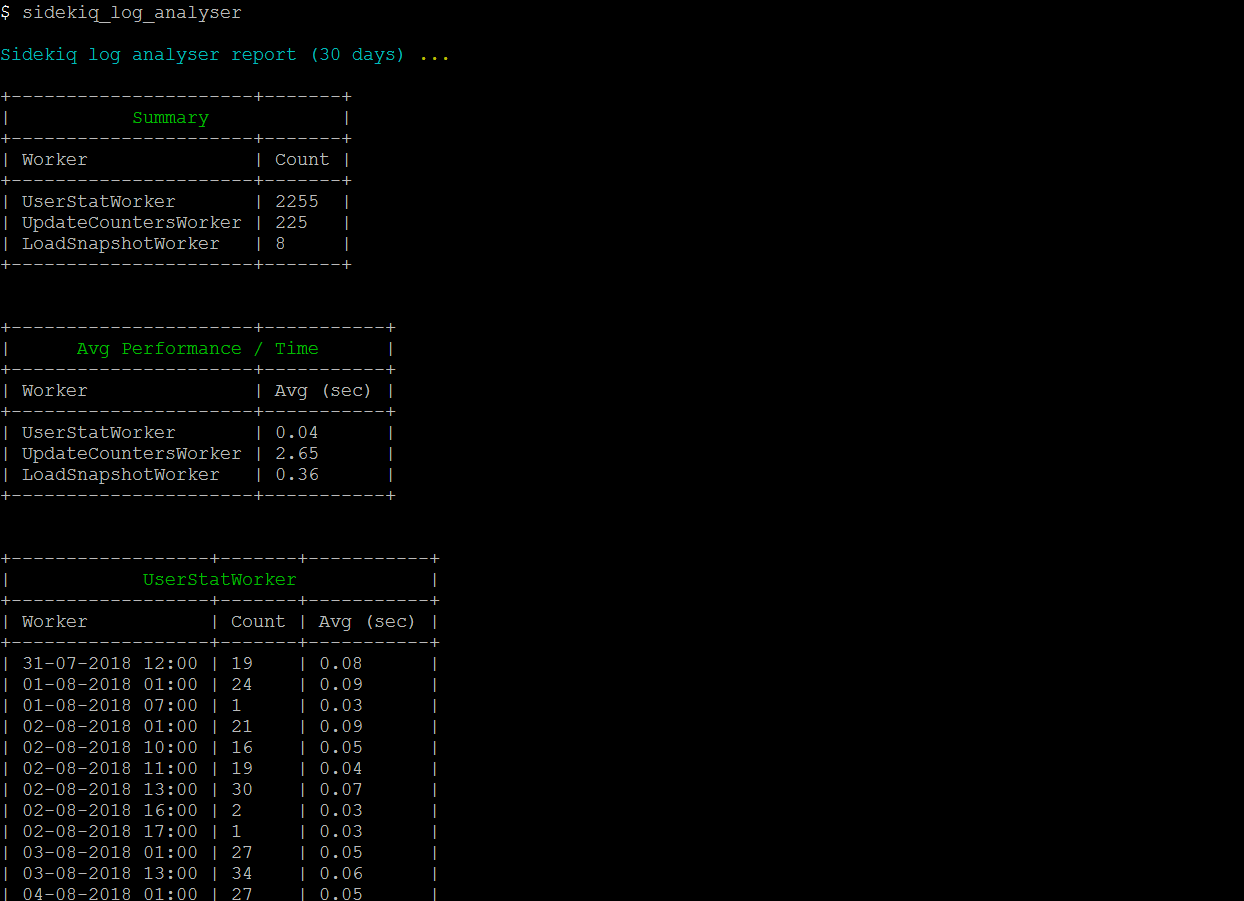 $ sidekiq_log_analyser
Sidekiq log analyser report (30 days) ...
+----------------------+-------+
|           Summary            |
+----------------------+-------+
| Worker               | Count |
+----------------------+-------+
| UserStatWorker       | 2255  |
| UpdateCountersWorker | 225   |
| LoadSnapshotWorker   | 8     |
+----------------------+-------+
+----------------------+-----------+
|      Avg Performance / Time      |
+----------------------+-----------+
| Worker               | Avg (sec) |
+----------------------+-----------+
| UserStatWorker       | 0.04      |
| UpdateCountersWorker | 2.65      |
| LoadSnapshotWorker   | 0.36      |
+----------------------+-----------+
+------------------+-------+-----------+
|            UserStatWorker            |
+------------------+-------+-----------+
| Worker           | Count | Avg (sec) |
+------------------+-------+-----------+
| 31-07-2018 12:00 | 19    | 0.08      |
| 01-08-2018 01:00 | 24    | 0.09      |
| 01-08-2018 07:00 | 1     | 0.03      |
| 02-08-2018 01:00 | 21    | 0.09      |
| 02-08-2018 10:00 | 16    | 0.05      |
| 02-08-2018 11:00 | 19    | 0.04      |
| 02-08-2018 13:00 | 30    | 0.07      |
| 02-08-2018 16:00 | 2     | 0.03      |
| 02-08-2018 17:00 | 1     | 0.03      |
| 03-08-2018 01:00 | 27    | 0.05      |
| 03-08-2018 13:00 | 34    | 0.06      |
| 04-08-2018 01:00 | 27    | 0.05      |